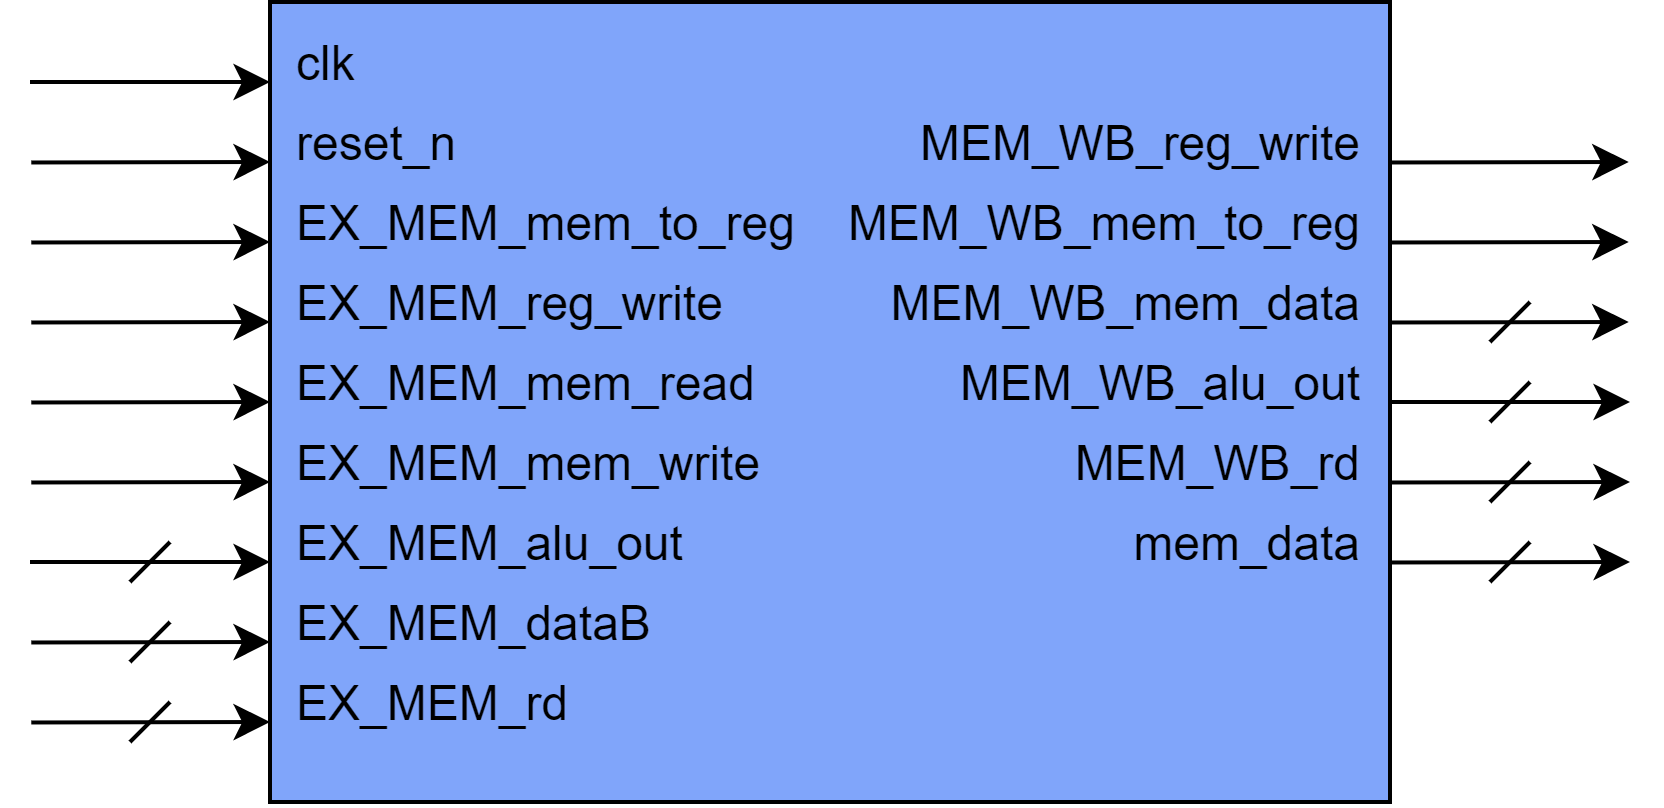 clk
reset_n
EX_MEM_mem_to_reg
EX_MEM_reg_write
EX_MEM_mem_read
EX_MEM_mem_write
EX_MEM_alu_out
EX_MEM_dataB
EX_MEM_rd
MEM_WB_reg_write
MEM_WB_mem_to_reg
MEM_WB_mem_data
MEM_WB_alu_out
MEM_WB_rd
mem_data